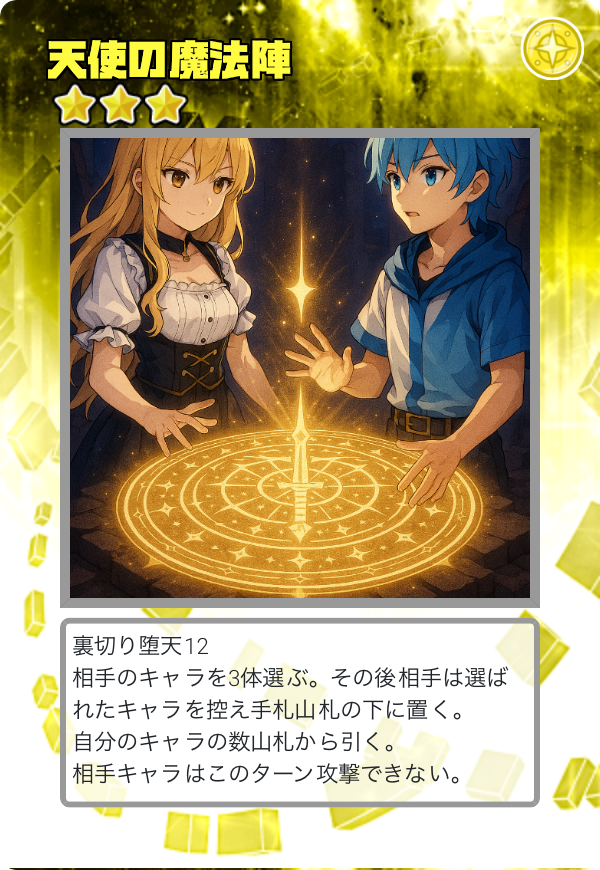 天使の魔法陣
裏切り堕天12
相手のキャラを3体選ぶ。その後相手は選ば
れたキャラを控え手札山札の下に置く。
自分のキャラの数山札から引く。
相手キャラはこのターン攻撃できない。